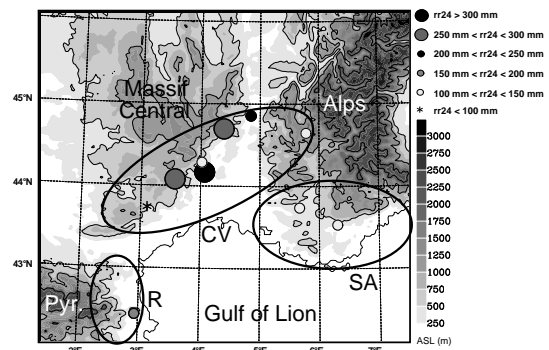 rr24 > 300 mm
250 mm < rr24 < 300 mm
200 mm < rr24 < 250 mm
150 mm < rr24 < 200 mm
100 mm < rr24 < 150 mm
rr24 < 100 mm
45°N
44°N
43°N
Massif
Central
Alps
CV
SA
R
Pyr
Gulf of Lion
3000
2750
2500
2250
2000
1750
1500
1250
1000
750
500
250
ASL (m)